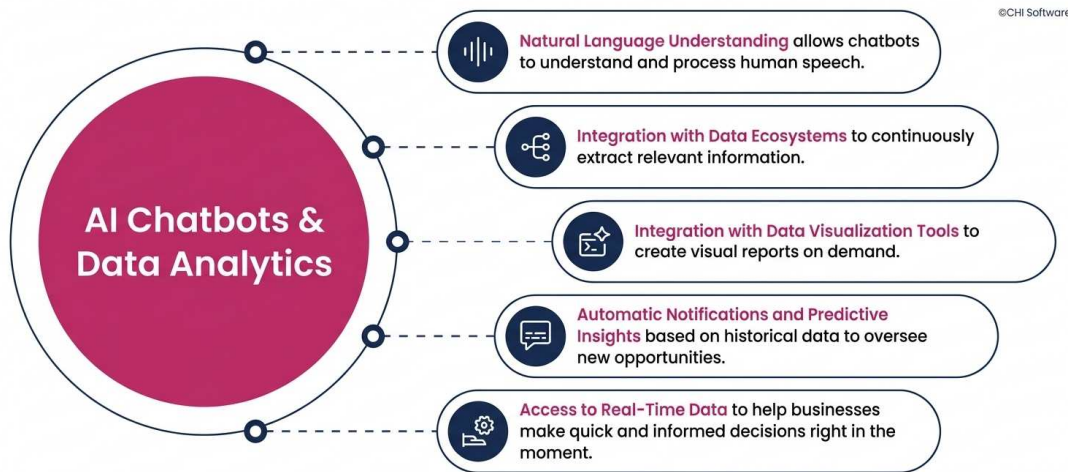 ©CHI Software
AI Chatbots &
Data Analytics
Natural Language Understanding allows chatbots
to understand and process human speech.
Integration with Data Ecosystems to continuously
extract relevant information.
Integration with Data Visualization Tools to
create visual reports on demand.
Automatic Notifications and Predictive
Insights based on historical data to oversee
new opportunities.
Access to Real-Time Data to help businesses
make quick and informed decisions right in the
moment.